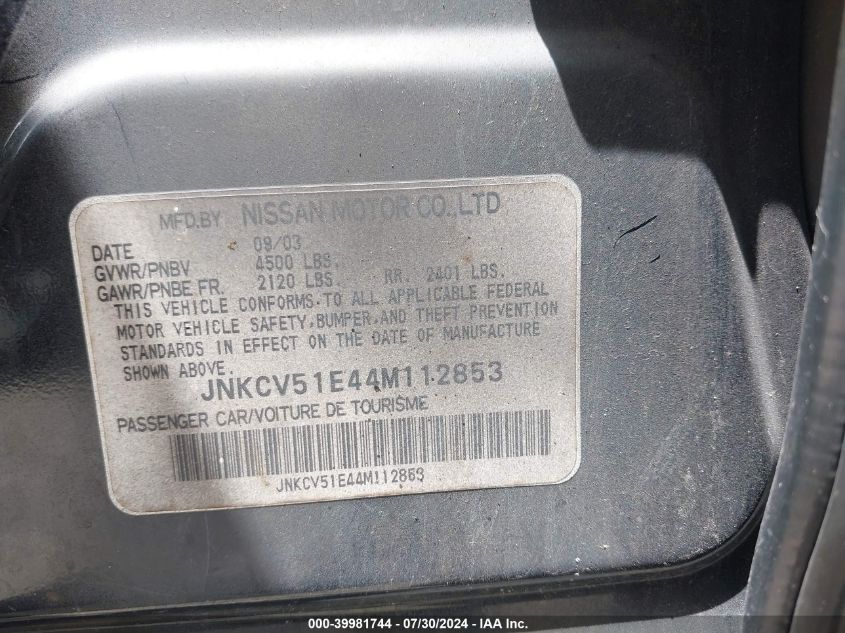 MFD.BY NISSAN MOTOR CO.,LTD
DATE 09/03
GVWR/PNBV 4500 LBS.
GAWR/PNBE FR. 2120 LBS. RR. 2401 LBS.
THIS VEHICLE CONFORMS TO ALL APPLICABLE FEDERAL
MOTOR VEHICLE SAFETY, BUMPER, AND THEFT PREVENTION
STANDARDS IN EFFECT ON THE DATE OF MANUFACTURE
SHOWN ABOVE.
JNKCV51E44M112853
PASSENGER CAR/VOITURE DE TOURISME
JNKCV51E44M112853
000-39981744 / 07/30/2024 - IAA Inc.